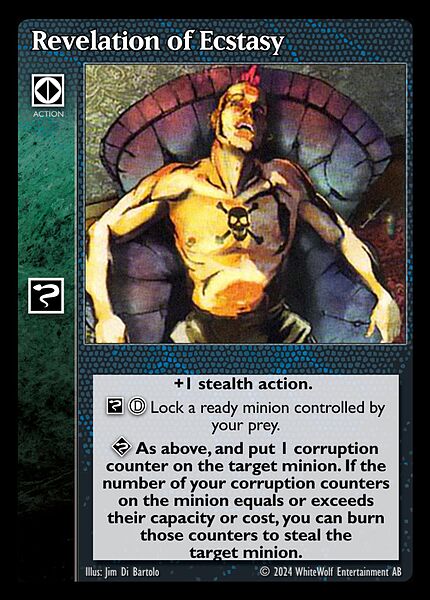 Revelation of Ecstasy
ACTION
+1 stealth action.
D Lock a ready minion controlled by
your prey.
As above, and put 1 corruption
counter on the target minion. If the
number of your corruption counters
on the minion equals or exceeds
their capacity or cost, you can burn
those counters to steal the
target minion.
Illus: Jim Di Bartolo © 2024 WhiteWolf Entertainment AB